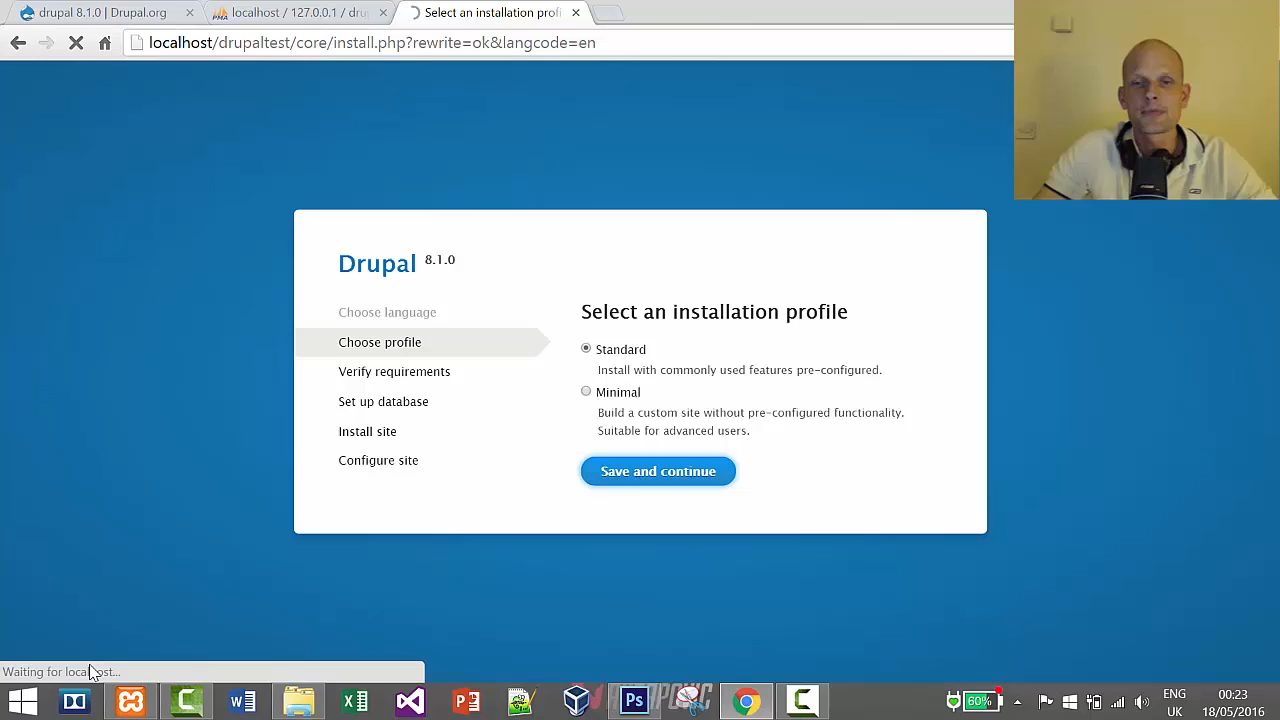 drupal 8.1.0 | Drupal.org
localhost / 127.0.0.1 / dru
Select an installation profi
localhost/drupaltest/core/install.php?rewrite=ok&langcode=en
Drupal 8.1.0
Choose language
Choose profile
Verify requirements
Set up database
Install site
Configure site
Select an installation profile
Standard
Install with commonly used features pre-configured.
Minimal
Build a custom site without pre-configured functionality.
Suitable for advanced users.
Save and continue
Waiting for localhost...
60%
ENG
UK
00:23
18/05/2016